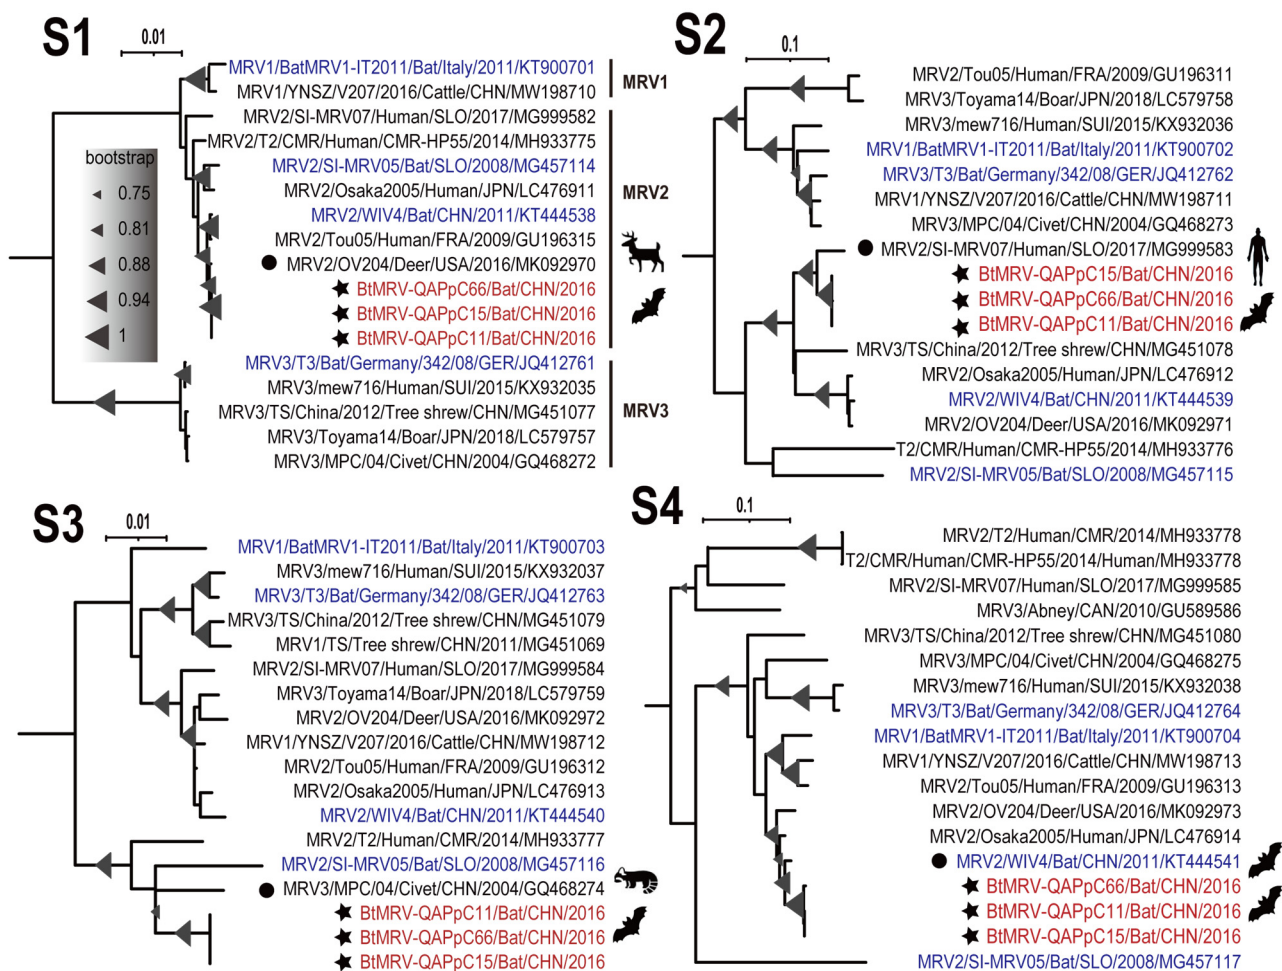 S1
0.01
MRV1/BatMRV1-IT2011/Bat/Italy/2011/KT900701
MRV1/YNSZ/V207/2016/Cattle/CHN/MW198710
MRV1
MRV2/SI-MRV07/Human/SLO/2017/MG999582
MRV2/T2/CMR/Human/CMR-HP55/2014/MH933775
MRV2/SI-MRV05/Bat/SLO/2008/MG457114
MRV2/Osaka2005/Human/JPN/LC476911
MRV2/WIV4/Bat/CHN/2011/KT444538
MRV2/Tou05/Human/FRA/2009/GU196315
MRV2/OV204/Deer/USA/2016/MK092970
BtMRV-QAPpC66/Bat/CHN/2016
BtMRV-QAPpC15/Bat/CHN/2016
BtMRV-QAPpC11/Bat/CHN/2016
MRV2
MRV3/T3/Bat/Germany/342/08/GER/JQ412761
MRV3/mew716/Human/SUI/2015/KX932035
MRV3/TS/China/2012/Tree shrew/CHN/MG451077
MRV3/Toyama14/Boar/JPN/2018/LC579757
MRV3/MPC/04/Civet/CHN/2004/GQ468272
MRV3
bootstrap
0.75
0.81
0.88
0.94
1
S2
0.1
MRV2/Tou05/Human/FRA/2009/GU196311
MRV3/Toyama14/Boar/JPN/2018/LC579758
MRV3/mew716/Human/SUI/2015/KX932036
MRV1/BatMRV1-IT2011/Bat/Italy/2011/KT900702
MRV3/T3/Bat/Germany/342/08/GER/JQ412762
MRV1/YNSZ/V207/2016/Cattle/CHN/MW198711
MRV3/MPC/04/Civet/CHN/2004/GQ468273
MRV2/SI-MRV07/Human/SLO/2017/MG999583
BtMRV-QAPpC15/Bat/CHN/2016
BtMRV-QAPpC66/Bat/CHN/2016
BtMRV-QAPpC11/Bat/CHN/2016
MRV3/TS/China/2012/Tree shrew/CHN/MG451078
MRV2/Osaka2005/Human/JPN/LC476912
MRV2/WIV4/Bat/CHN/2011/KT444539
MRV2/OV204/Deer/USA/2016/MK092971
T2/CMR/Human/CMR-HP55/2014/MH933776
MRV2/SI-MRV05/Bat/SLO/2008/MG457115
S3
0.01
MRV1/BatMRV1-IT2011/Bat/Italy/2011/KT900703
MRV3/mew716/Human/SUI/2015/KX932037
MRV3/T3/Bat/Germany/342/08/GER/JQ412763
MRV3/TS/China/2012/Tree shrew/CHN/MG451079
MRV1/TS/Tree shrew/CHN/2011/MG451069
MRV2/SI-MRV07/Human/SLO/2017/MG999584
MRV3/Toyama14/Boar/JPN/2018/LC579759
MRV2/OV204/Deer/USA/2016/MK092972
MRV1/YNSZ/V207/2016/Cattle/CHN/MW198712
MRV2/Tou05/Human/FRA/2009/GU196312
MRV2/Osaka2005/Human/JPN/LC476913
MRV2/WIV4/Bat/CHN/2011/KT444540
MRV2/T2/Human/CMR/2014/MH933777
MRV2/SI-MRV05/Bat/SLO/2008/MG457116
MRV3/MPC/04/Civet/CHN/2004/GQ468274
BtMRV-QAPpC11/Bat/CHN/2016
BtMRV-QAPpC66/Bat/CHN/2016
BtMRV-QAPpC15/Bat/CHN/2016
S4
0.1
MRV2/T2/Human/CMR/2014/MH933778
T2/CMR/Human/CMR-HP55/2014/Human/MH933778
MRV2/SI-MRV07/Human/SLO/2017/MG999585
MRV3/Abney/CAN/2010/GU589586
MRV3/TS/China/2012/Tree shrew/CHN/MG451080
MRV3/MPC/04/Civet/CHN/2004/GQ468275
MRV3/mew716/Human/SUI/2015/KX932038
MRV3/T3/Bat/Germany/342/08/GER/JQ412764
MRV1/BatMRV1-IT2011/Bat/Italy/2011/KT900704
MRV1/YNSZ/V207/2016/Cattle/CHN/MW198713
MRV2/Tou05/Human/FRA/2009/GU196313
MRV2/OV204/Deer/USA/2016/MK092973
MRV2/Osaka2005/Human/JPN/LC476914
MRV2/WIV4/Bat/CHN/2011/KT444541
BtMRV-QAPpC66/Bat/CHN/2016
BtMRV-QAPpC11/Bat/CHN/2016
BtMRV-QAPpC15/Bat/CHN/2016
MRV2/SI-MRV05/Bat/SLO/2008/MG457117